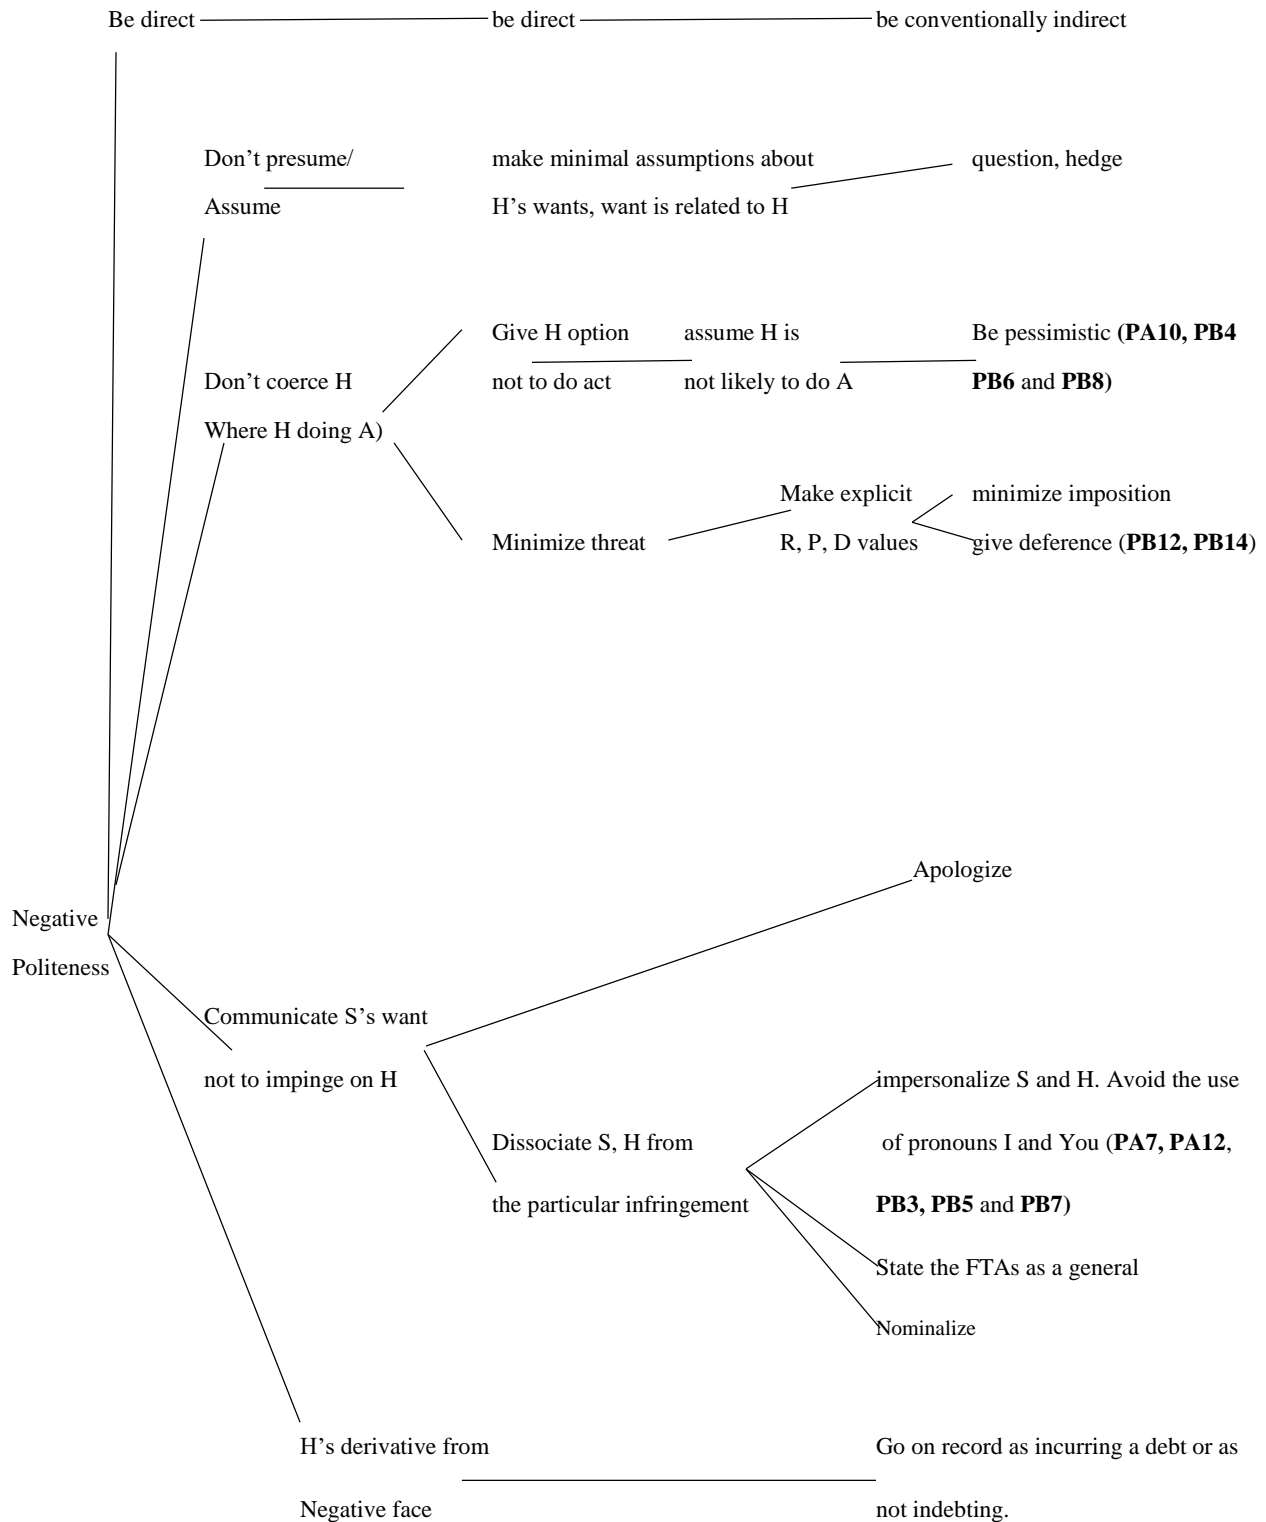 Be direct be direct be conventionally indirect
Don't presume/ make minimal assumptions about question, hedge
Assume H's wants, want is related to H
Give H option assume H is Be pessimistic (PA10, PB4
Don't coerce H not to do act not likely to do A PB6 and PB8)
Where H doing A)
Make explicit minimize imposition
Minimize threat R, P, D values give deference (PB12, PB14)
Apologize
Negative
Politeness
Communicate S's want
not to impinge on H impersonalize S and H. Avoid the use
Dissociate S, H from of pronouns I and You (PA7, PA12,
the particular infringement PB3, PB5 and PB7)
State the FTAs as a general
Nominalize
H's derivative from Go on record as incurring a debt or as
Negative face not indebting.